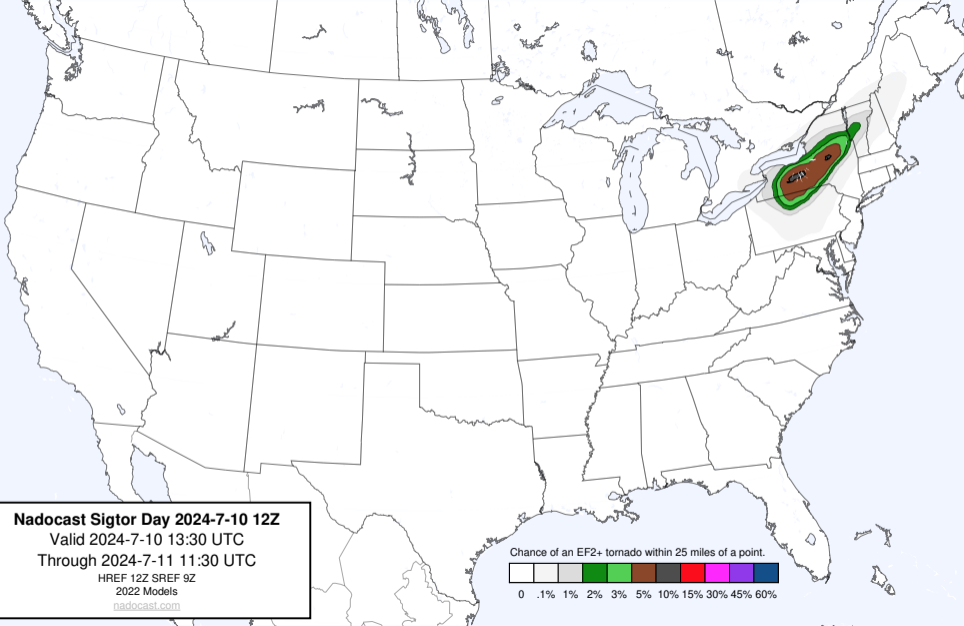 Nadocast Sigtor Day 2024-7-10 12Z
Valid 2024-7-10 13:30 UTC
Through 2024-7-11 11:30 UTC
HREF 12Z SREF 9Z
2022 Models
nadocast.com
Chance of an EF2+ tornado within 25 miles of a point.
0 .1% 1% 2% 3% 5% 10% 15% 30% 45% 60%